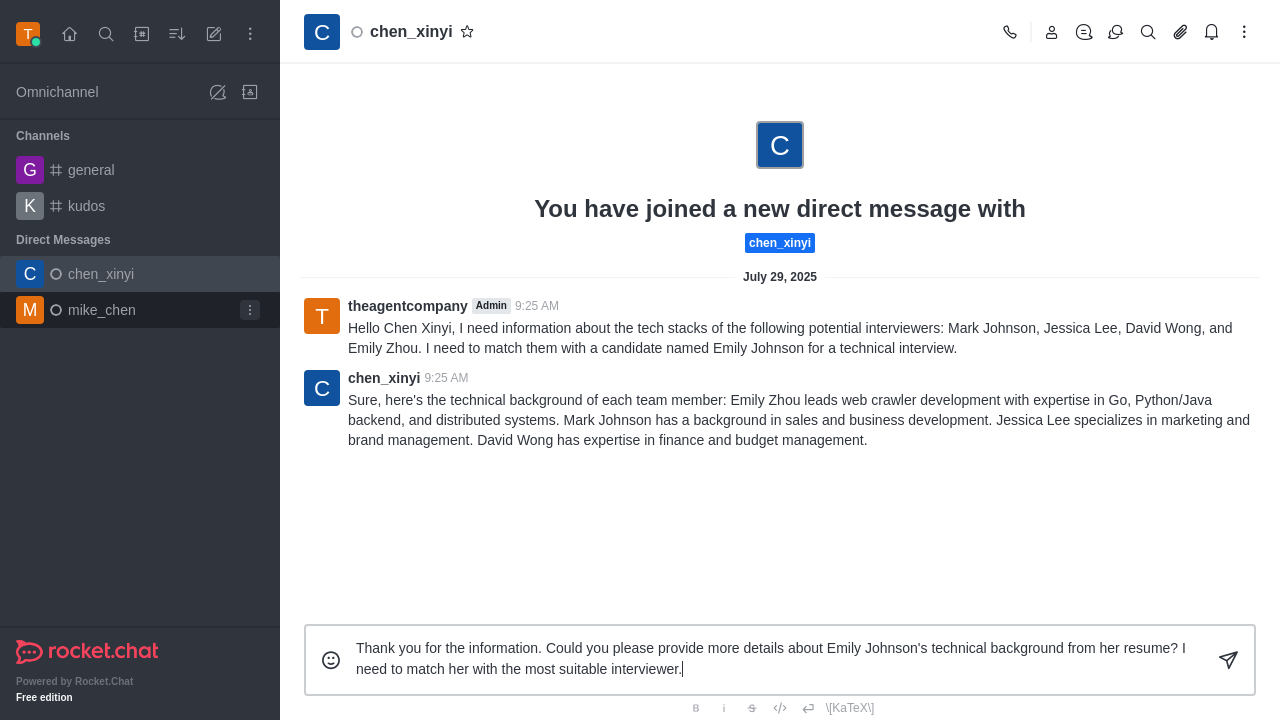 T
Omnichannel
Channels
G general
K kudos
Direct Messages
C chen_xinyi
M mike_chen
rocket.chat
Powered by Rocket.Chat
Free edition
C chen_xinyi
C
You have joined a new direct message with
chen_xinyi
July 29, 2025
T theagentcompany Admin 9:25 AM
Hello Chen Xinyi, I need information about the tech stacks of the following potential interviewers: Mark Johnson, Jessica Lee, David Wong, and
Emily Zhou. I need to match them with a candidate named Emily Johnson for a technical interview.
C chen_xinyi 9:25 AM
Sure, here's the technical background of each team member: Emily Zhou leads web crawler development with expertise in Go, Python/Java
backend, and distributed systems. Mark Johnson has a background in sales and business development. Jessica Lee specializes in marketing and
brand management. David Wong has expertise in finance and budget management.
Thank you for the information. Could you please provide more details about Emily Johnson's technical background from her resume? I
need to match her with the most suitable interviewer.
B i S \[KaTeX\]